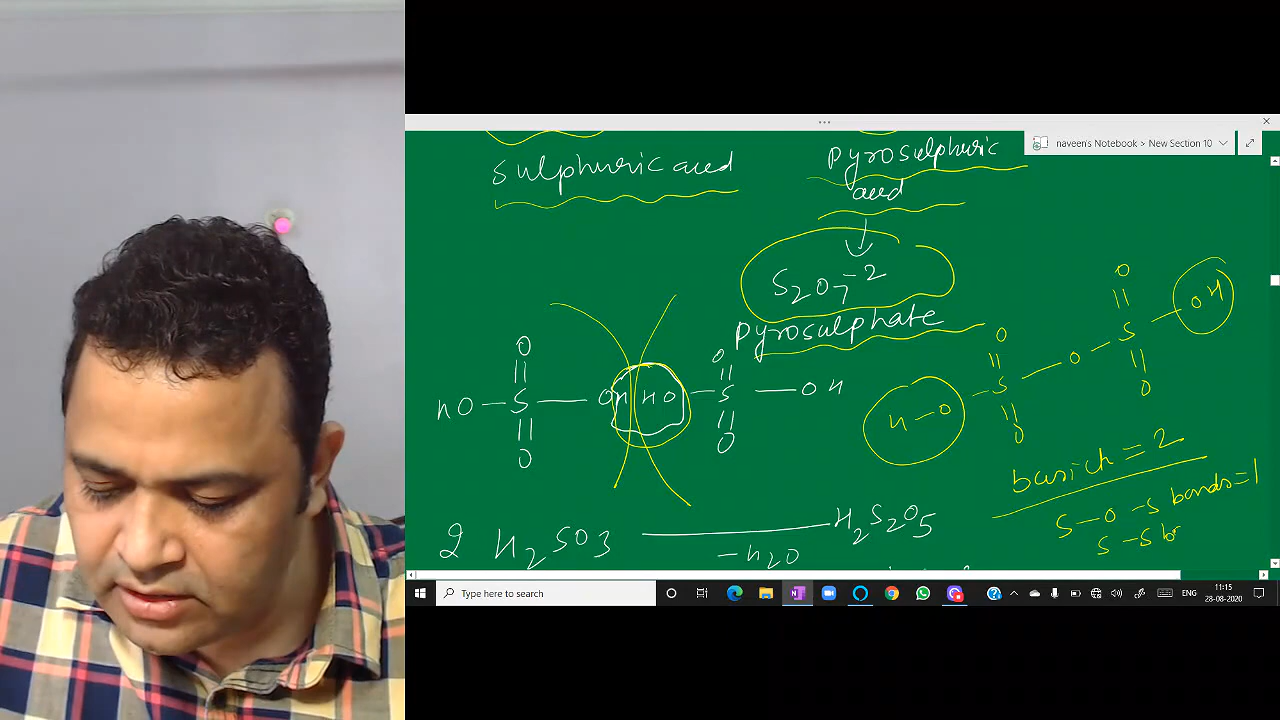 naveen's Notebook > New Section 10
sulphuric acid
pyrosulphuric
acid
S2O7 -2
pyrosulphate
O
HO - S - OH HO - S - OH
O
O
O
O O
H - O - S - O - S - OH
O O
basicity = 2
S - O - S bonds = 1
S - S
2 H2SO3 H2S2O5
-H2O
Type here to search
ENG
11:15
28-08-2020